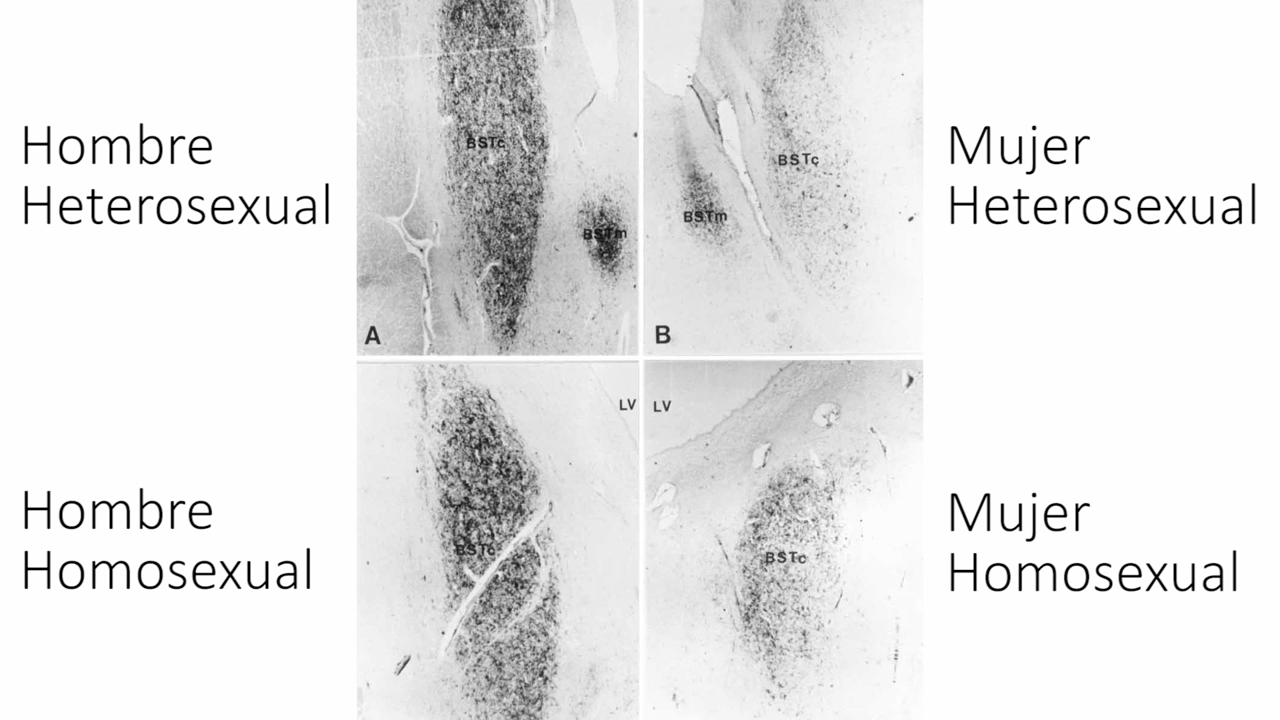 Hombre
Heterosexual
BSTc
BSTm
A
BSTc
BSTm
B
Mujer
Heterosexual
Hombre
Homosexual
LV
BSTc
LV
BSTc
Mujer
Homosexual